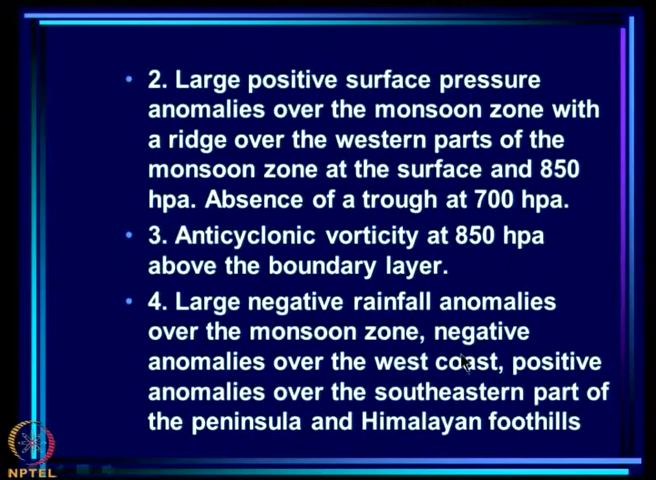 • 2. Large positive surface pressure
anomalies over the monsoon zone with
a ridge over the western parts of the
monsoon zone at the surface and 850
hpa. Absence of a trough at 700 hpa.
• 3. Anticyclonic vorticity at 850 hpa
above the boundary layer.
• 4. Large negative rainfall anomalies
over the monsoon zone, negative
anomalies over the west coast, positive
anomalies over the southeastern part of
the peninsula and Himalayan foothills
NPTEL